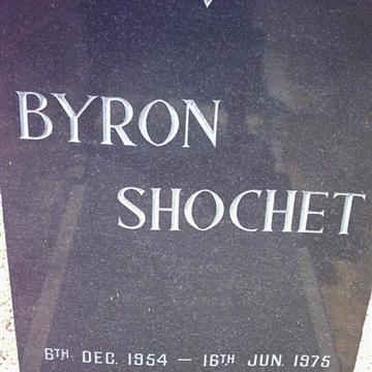 BYRON
SHOCHET
6TH. DEC. 1954 — 16TH JUN. 1975